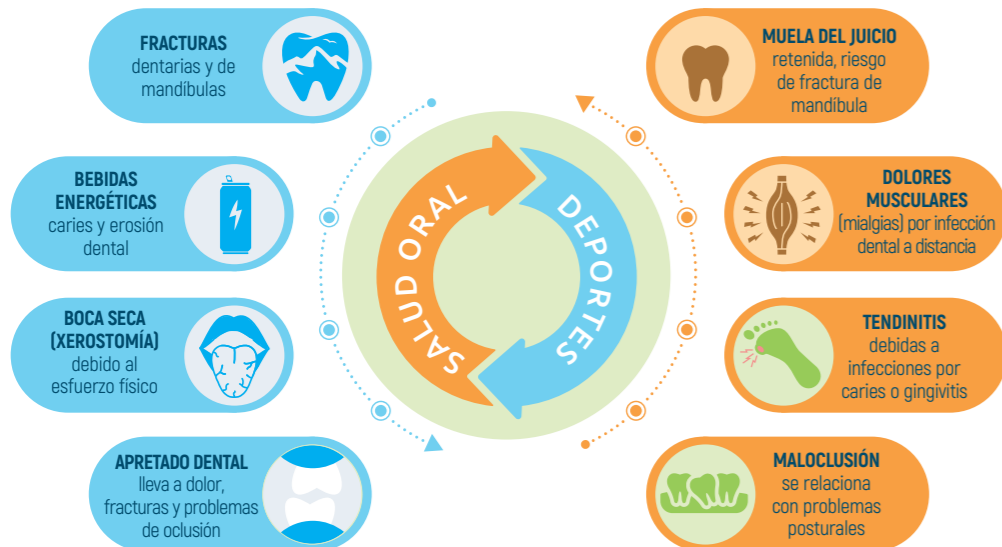 FRACTURAS
dentarias y de
mandíbulas
BEBIDAS
ENERGÉTICAS
caries y erosión
dental
BOCA SECA
(XEROSTOMÍA)
debido al
esfuerzo físico
APRETADO DENTAL
lleva a dolor,
fracturas y problemas
de oclusión
SALUD ORAL
DEPORTES
MUELA DEL JUICIO
retenida, riesgo
de fractura de
mandíbula
DOLORES
MUSCULARES
(mialgias) por infección
dental a distancia
TENDINITIS
debidas a
infecciones por
caries o gingivitis
MALOCLUSIÓN
se relaciona
con problemas
posturales